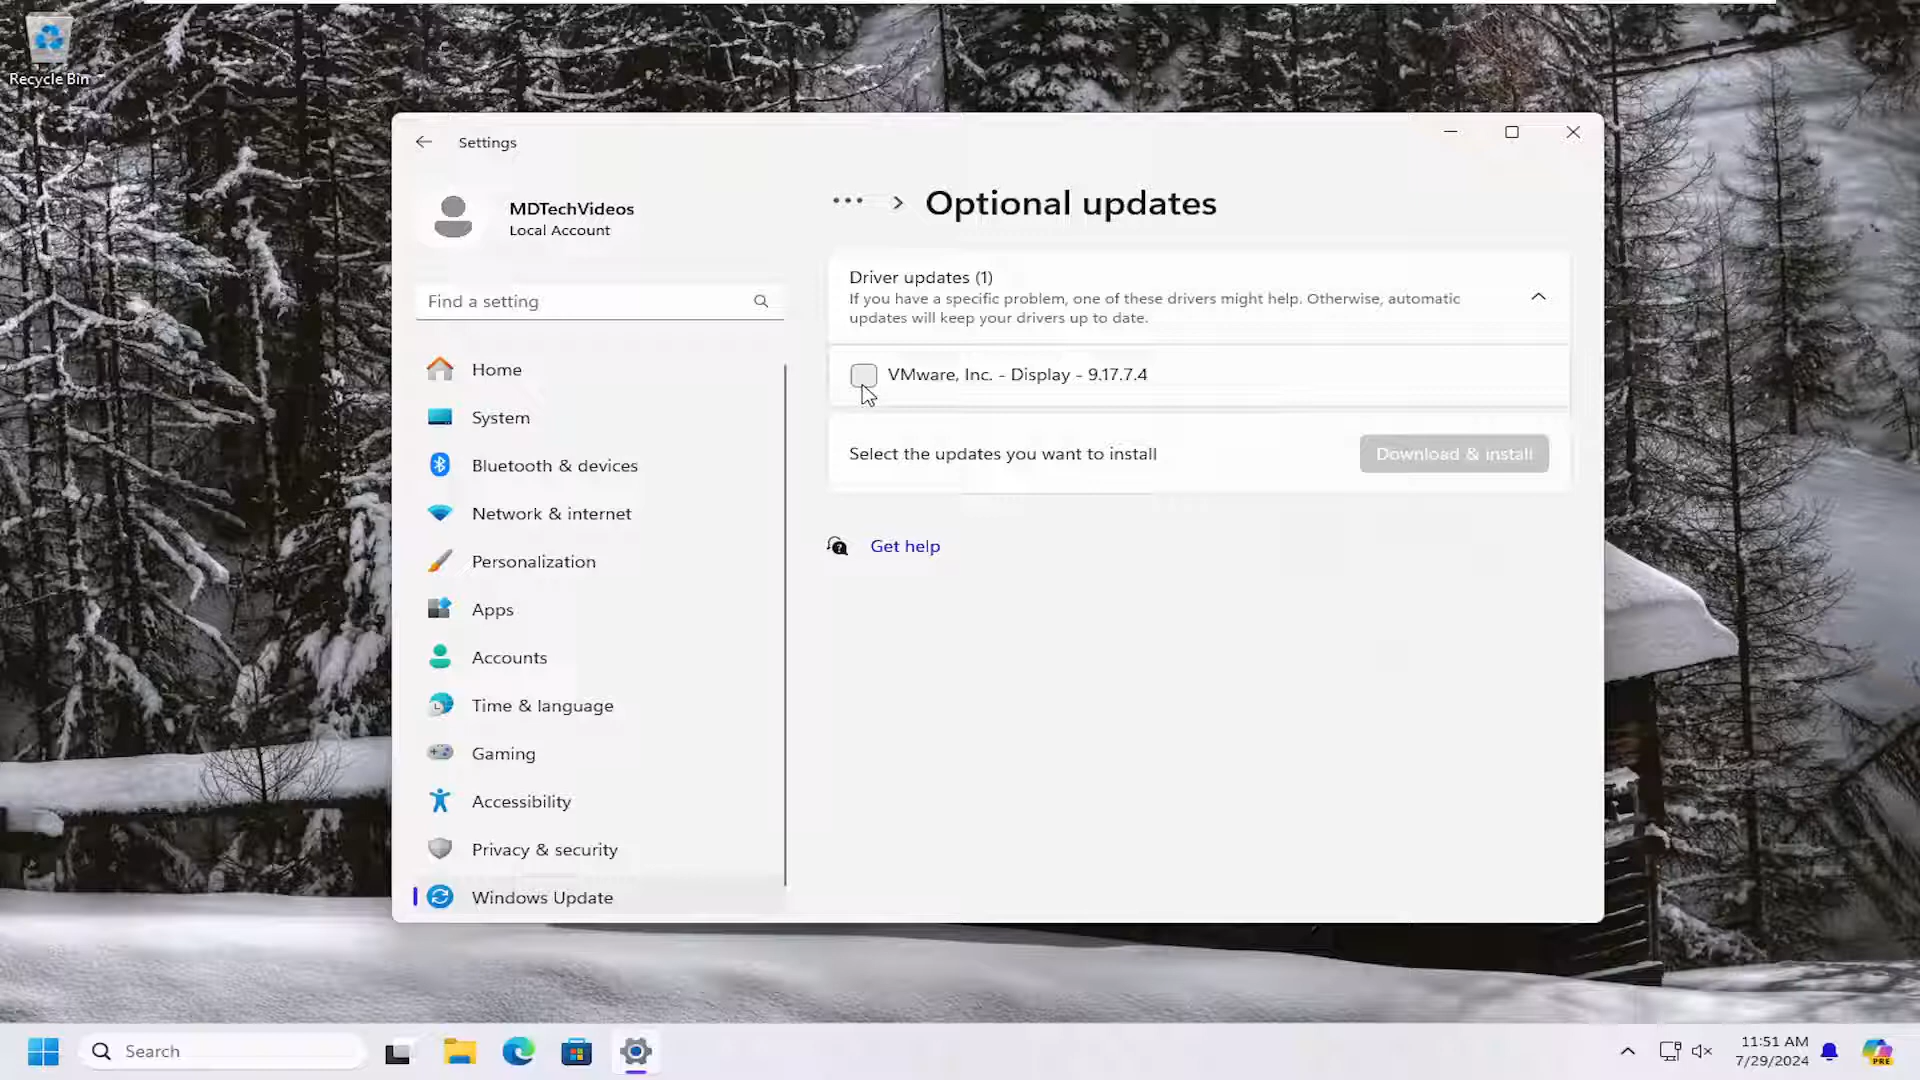 Recycle Bin
Settings
MDTechVideos
Local Account
Find a setting
Home
System
Bluetooth & devices
Network & internet
Personalization
Apps
Accounts
Time & language
Gaming
Accessibility
Privacy & security
Windows Update
Optional updates
Driver updates (1)
If you have a specific problem, one of these drivers might help. Otherwise, automatic
updates will keep your drivers up to date.
VMware, Inc. - Display - 9.17.7.4
Select the updates you want to install
Download & install
Get help
Search
11:51 AM
7/29/2024
PRE